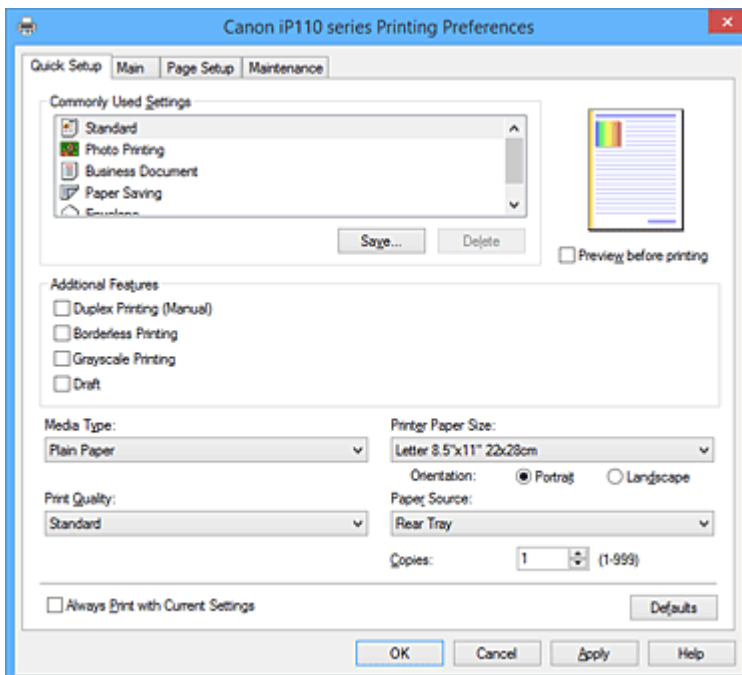 Canon iP110 series Printing Preferences
Quick Setup Main Page Setup Maintenance
Commonly Used Settings
Standard
Photo Printing
Business Document
Paper Saving
Envelope
Save... Delete
Preview before printing
Additional Features
Duplex Printing (Manual)
Borderless Printing
Grayscale Printing
Draft
Media Type:
Plain Paper
Printer Paper Size:
Letter 8.5"x11" 22x28cm
Orientation: Portrait Landscape
Print Quality:
Standard
Paper Source:
Rear Tray
Copies: 1 (1-999)
Always Print with Current Settings
Defaults
OK Cancel Apply Help